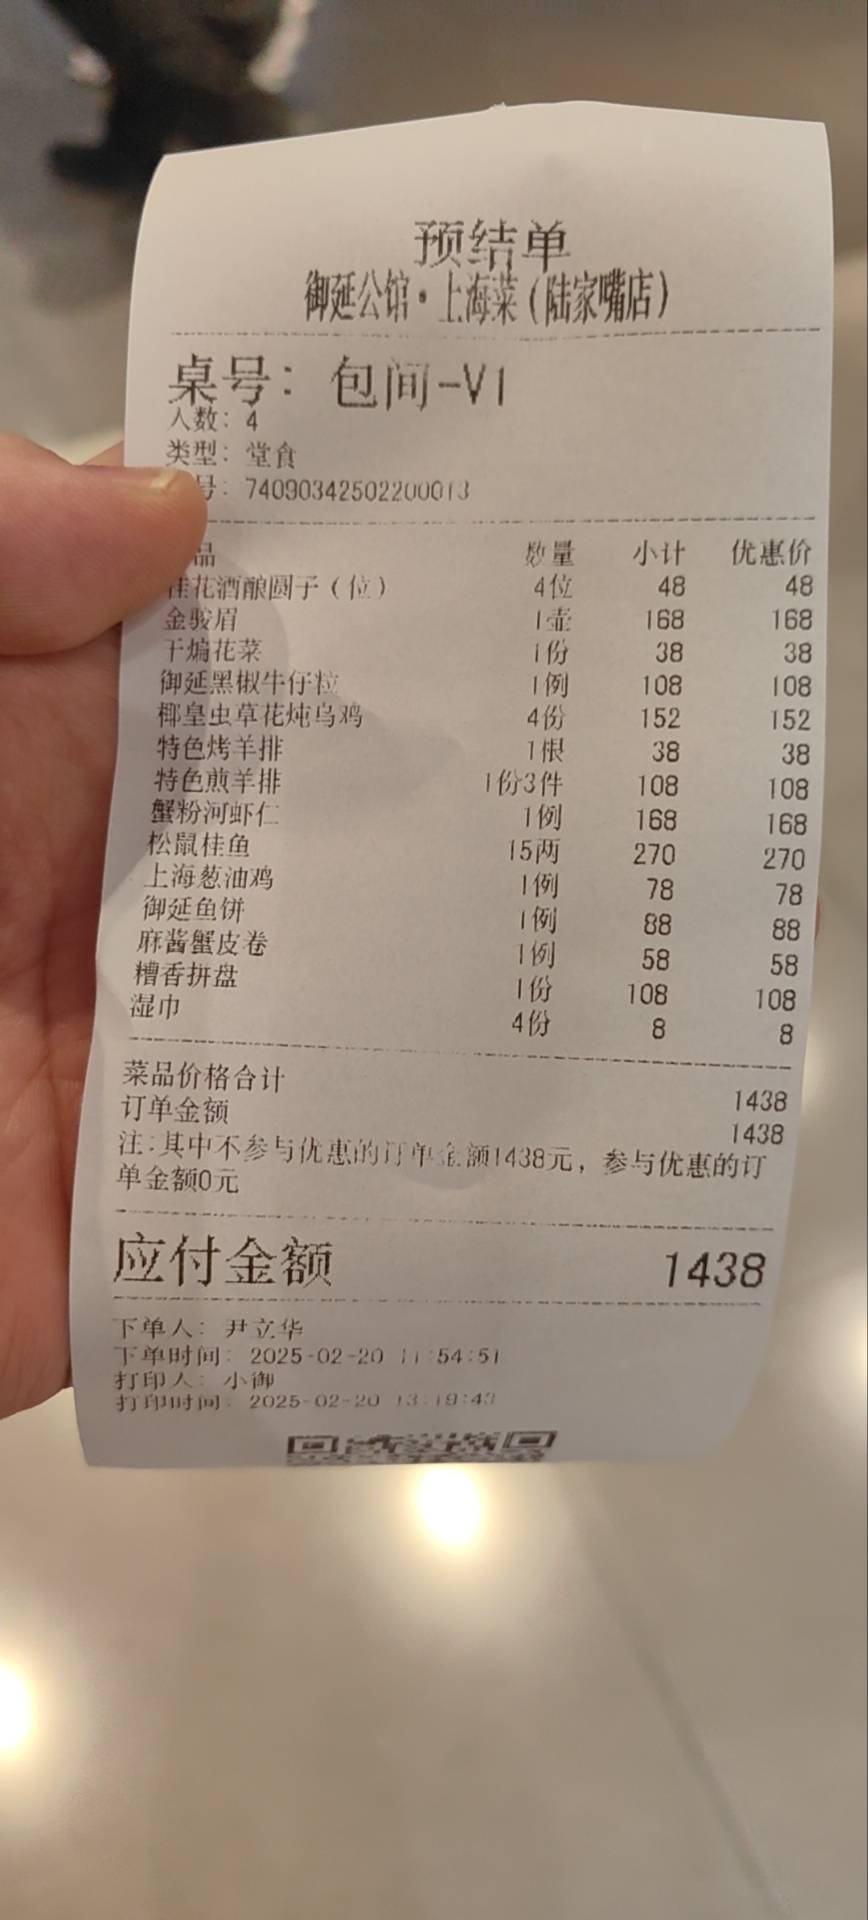 预结单
御延公馆·上海菜(陆家嘴店)
桌号: 包间-V1
人数: 4
类型: 堂食
号: 74090342502200013
品 数量 小计 优惠价
桂花酒酿圆子(位) 4位 48 48
金骏眉 1壶 168 168
干煸花菜 1份 38 38
御延黑椒牛仔粒 1例 108 108
椰皇虫草花炖乌鸡 4份 152 152
特色烤羊排 1根 38 38
特色煎羊排 1份3件 108 108
蟹粉河虾仁 1例 168 168
松鼠桂鱼 15两 270 270
上海葱油鸡 1例 78 78
御延鱼饼 1例 88 88
麻酱蟹皮卷 1例 58 58
糟香拼盘 1份 108 108
湿巾 4份 8 8
菜品价格合计 1438
订单金额 1438
注:其中不参与优惠的订单金额1438元, 参与优惠的订
单金额0元
应付金额 1438
下单人: 尹立华
下单时间: 2025-02-20 11:54:51
打印人: 小御
打印时间: 2025-02-20 13:19:43